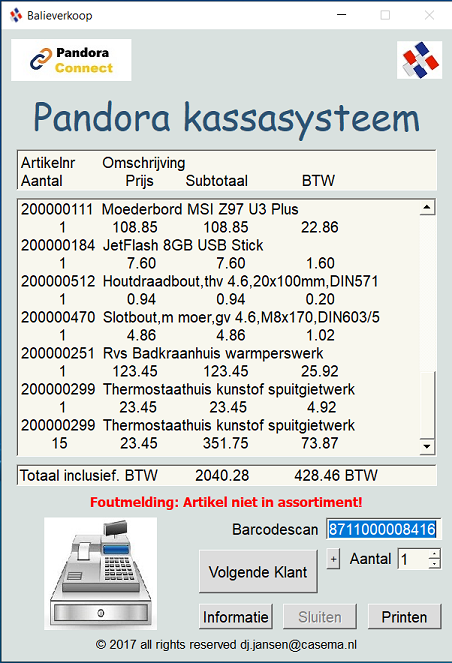 Balieverkoop
Pandora
Connect
Pandora kassasysteem
Artikelnr Omschrijving
Aantal Prijs Subtotaal BTW
200000111 Moederbord MSI Z97 U3 Plus
1 108.85 108.85 22.86
200000184 JetFlash 8GB USB Stick
1 7.60 7.60 1.60
200000512 Houtdraadbout,thv 4.6,20x100mm,DIN571
1 0.94 0.94 0.20
200000470 Slotbout,m moer,gv 4.6,M8x170,DIN603/5
1 4.86 4.86 1.02
200000251 Rvs Badkraanhuis warmperswerk
1 123.45 123.45 25.92
200000299 Thermostaathuis kunstof spuitgietwerk
1 23.45 23.45 4.92
200000299 Thermostaathuis kunstof spuitgietwerk
15 23.45 351.75 73.87
Totaal inclusief. BTW 2040.28 428.46 BTW
Foutmelding: Artikel niet in assortiment!
Barcodescan 8711000008416
Volgende Klant + Aantal 1
Informatie Sluiten Printen
© 2017 all rights reserved dj.jansen@casema.nl